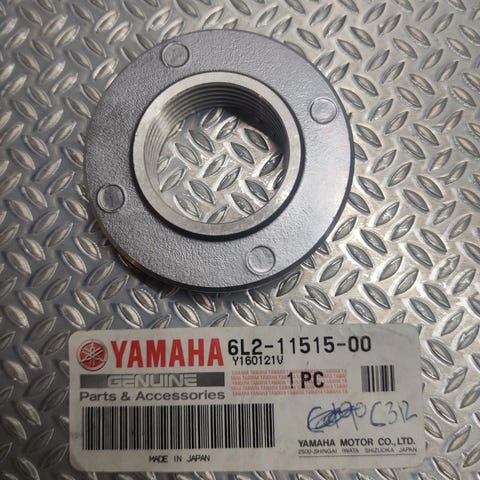 YAMAHA 6L2-11515-00
Y160121V
GENUINE
1 PC
Parts & Accessories
C312
YAMAHA MOTOR CO., LTD.
2500-SHINGAI IWATA SHIZUOKA JAPAN
MADE IN JAPAN